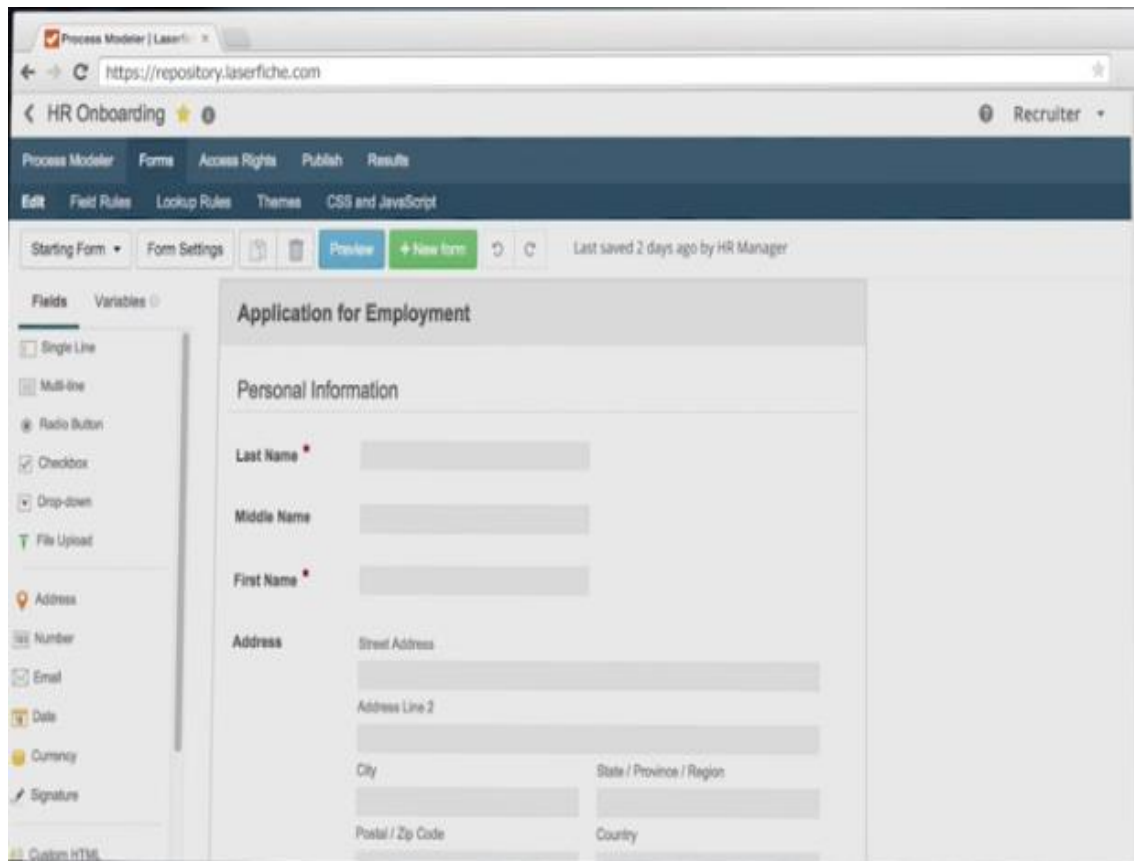 Process Modeler | Laserfi
https://repository.laserfiche.com
HR Onboarding
Recruiter
Process Modeler Forms Access Rights Publish Results
Edit Field Rules Lookup Rules Themes CSS and JavaScript
Starting Form Form Settings Preview + New form Last saved 2 days ago by HR Manager
Fields Variables
Single Line
Multi-line
Radio Button
Checkbox
Drop-down
File Upload
Address
Number
Email
Date
Currency
Signature
Custom HTML
Application for Employment
Personal Information
Last Name *
Middle Name
First Name *
Address
Street Address
Address Line 2
City State / Province / Region
Postal / Zip Code Country